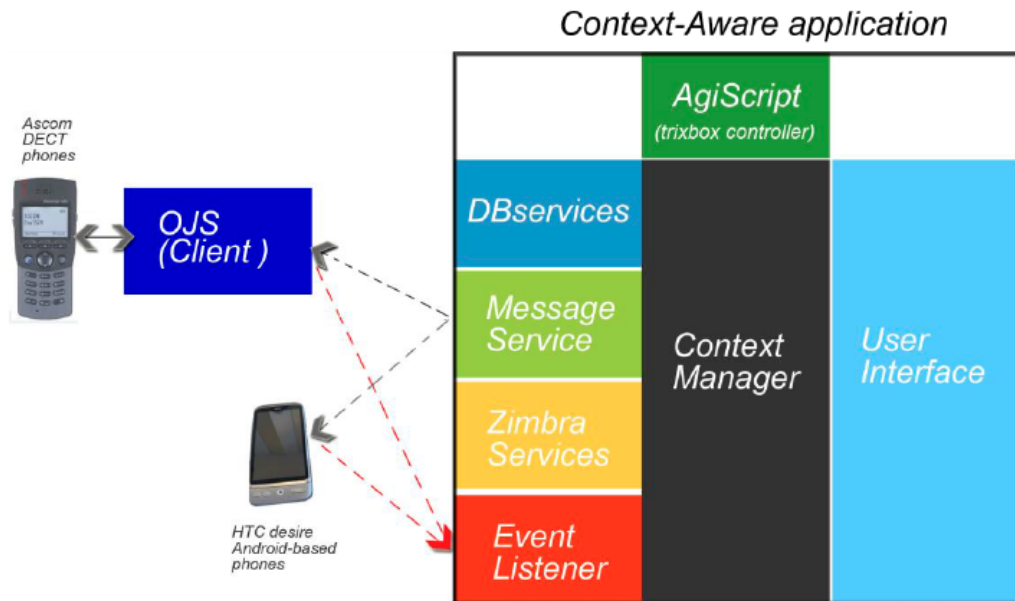 Context-Aware application
AgiScript
(trixbox controller)
Ascom
DECT
phones
OJS
(Client )
DBservices
Message
Service
Context
Manager
User
Interface
Zimbra
Services
HTC desire
Android-based
phones
Event
Listener